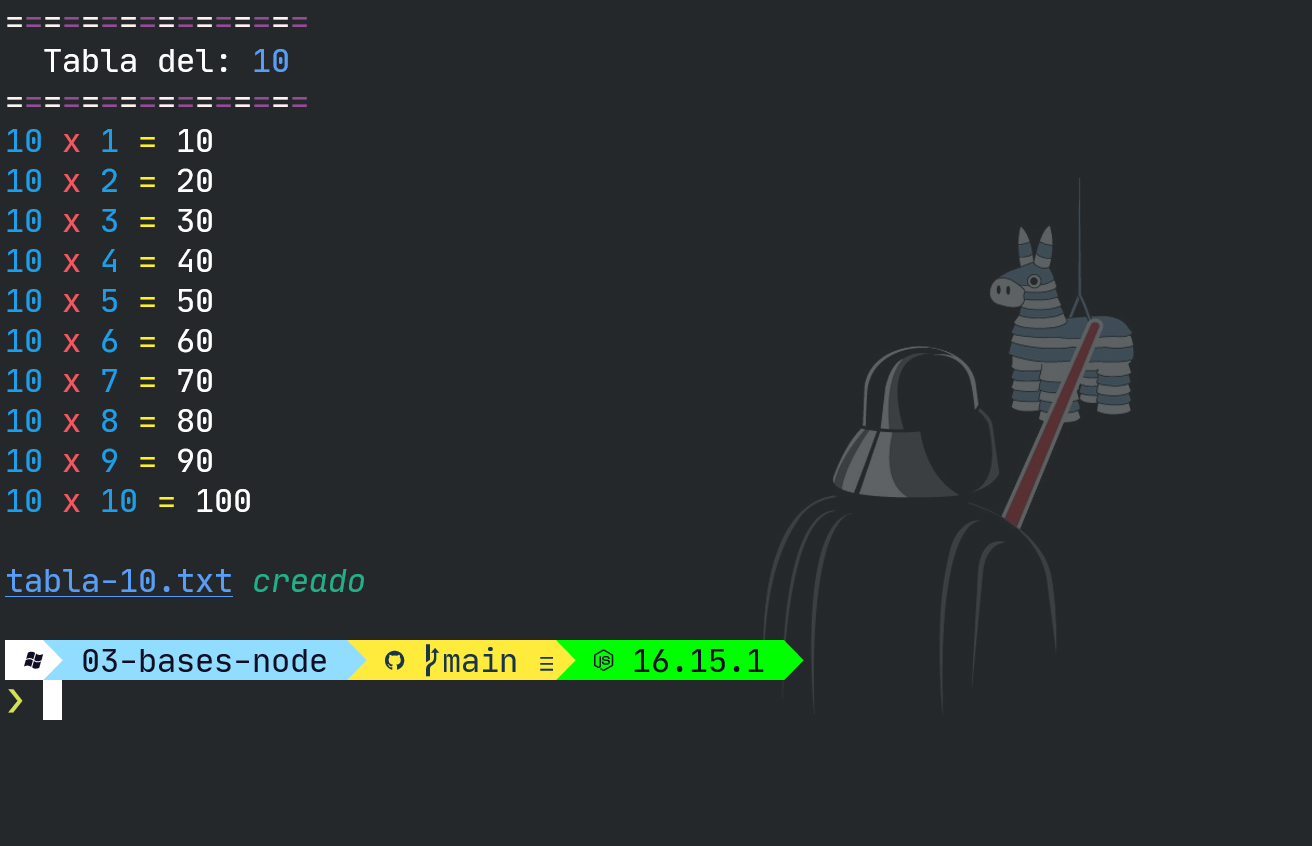 ================
Tabla del: 10
================
10 x 1 = 10
10 x 2 = 20
10 x 3 = 30
10 x 4 = 40
10 x 5 = 50
10 x 6 = 60
10 x 7 = 70
10 x 8 = 80
10 x 9 = 90
10 x 10 = 100
tabla-10.txt creado
03-bases-node main ≡ 16.15.1
❯